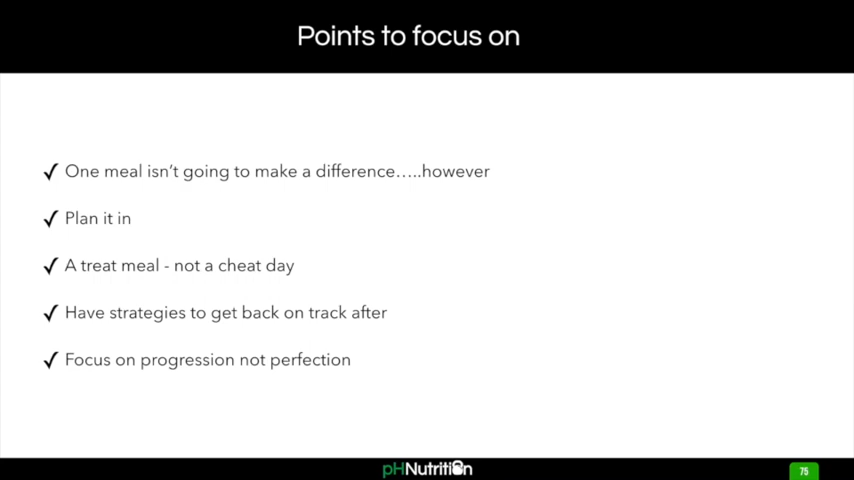 Points to focus on
✓ One meal isn't going to make a difference.....however
✓ Plan it in
✓ A treat meal - not a cheat day
✓ Have strategies to get back on track after
✓ Focus on progression not perfection
pHNutrition
75